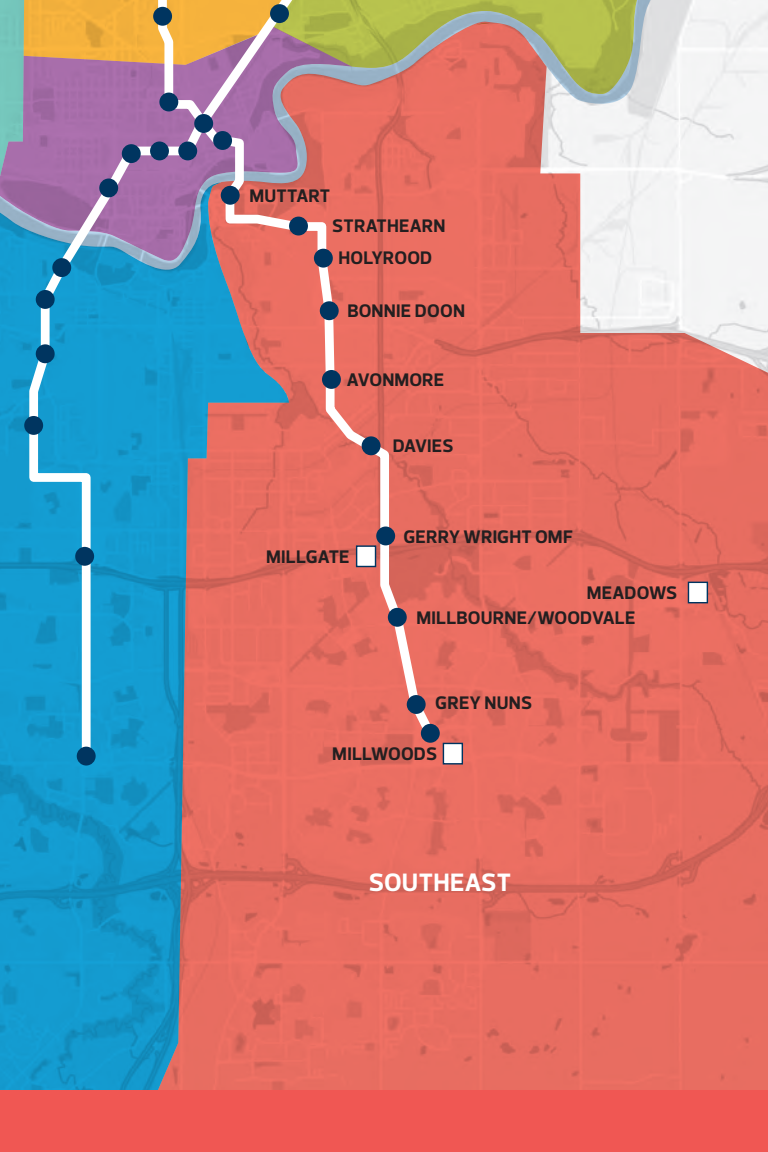 MUTTART
STRATHEARN
HOLYROOD
BONNIE DOON
AVONMORE
DAVIES
GERRY WRIGHT OMF
MILLGATE
MEADOWS
MILLBOURNE/WOODVALE
GREY NUNS
MILLWOODS
SOUTHEAST